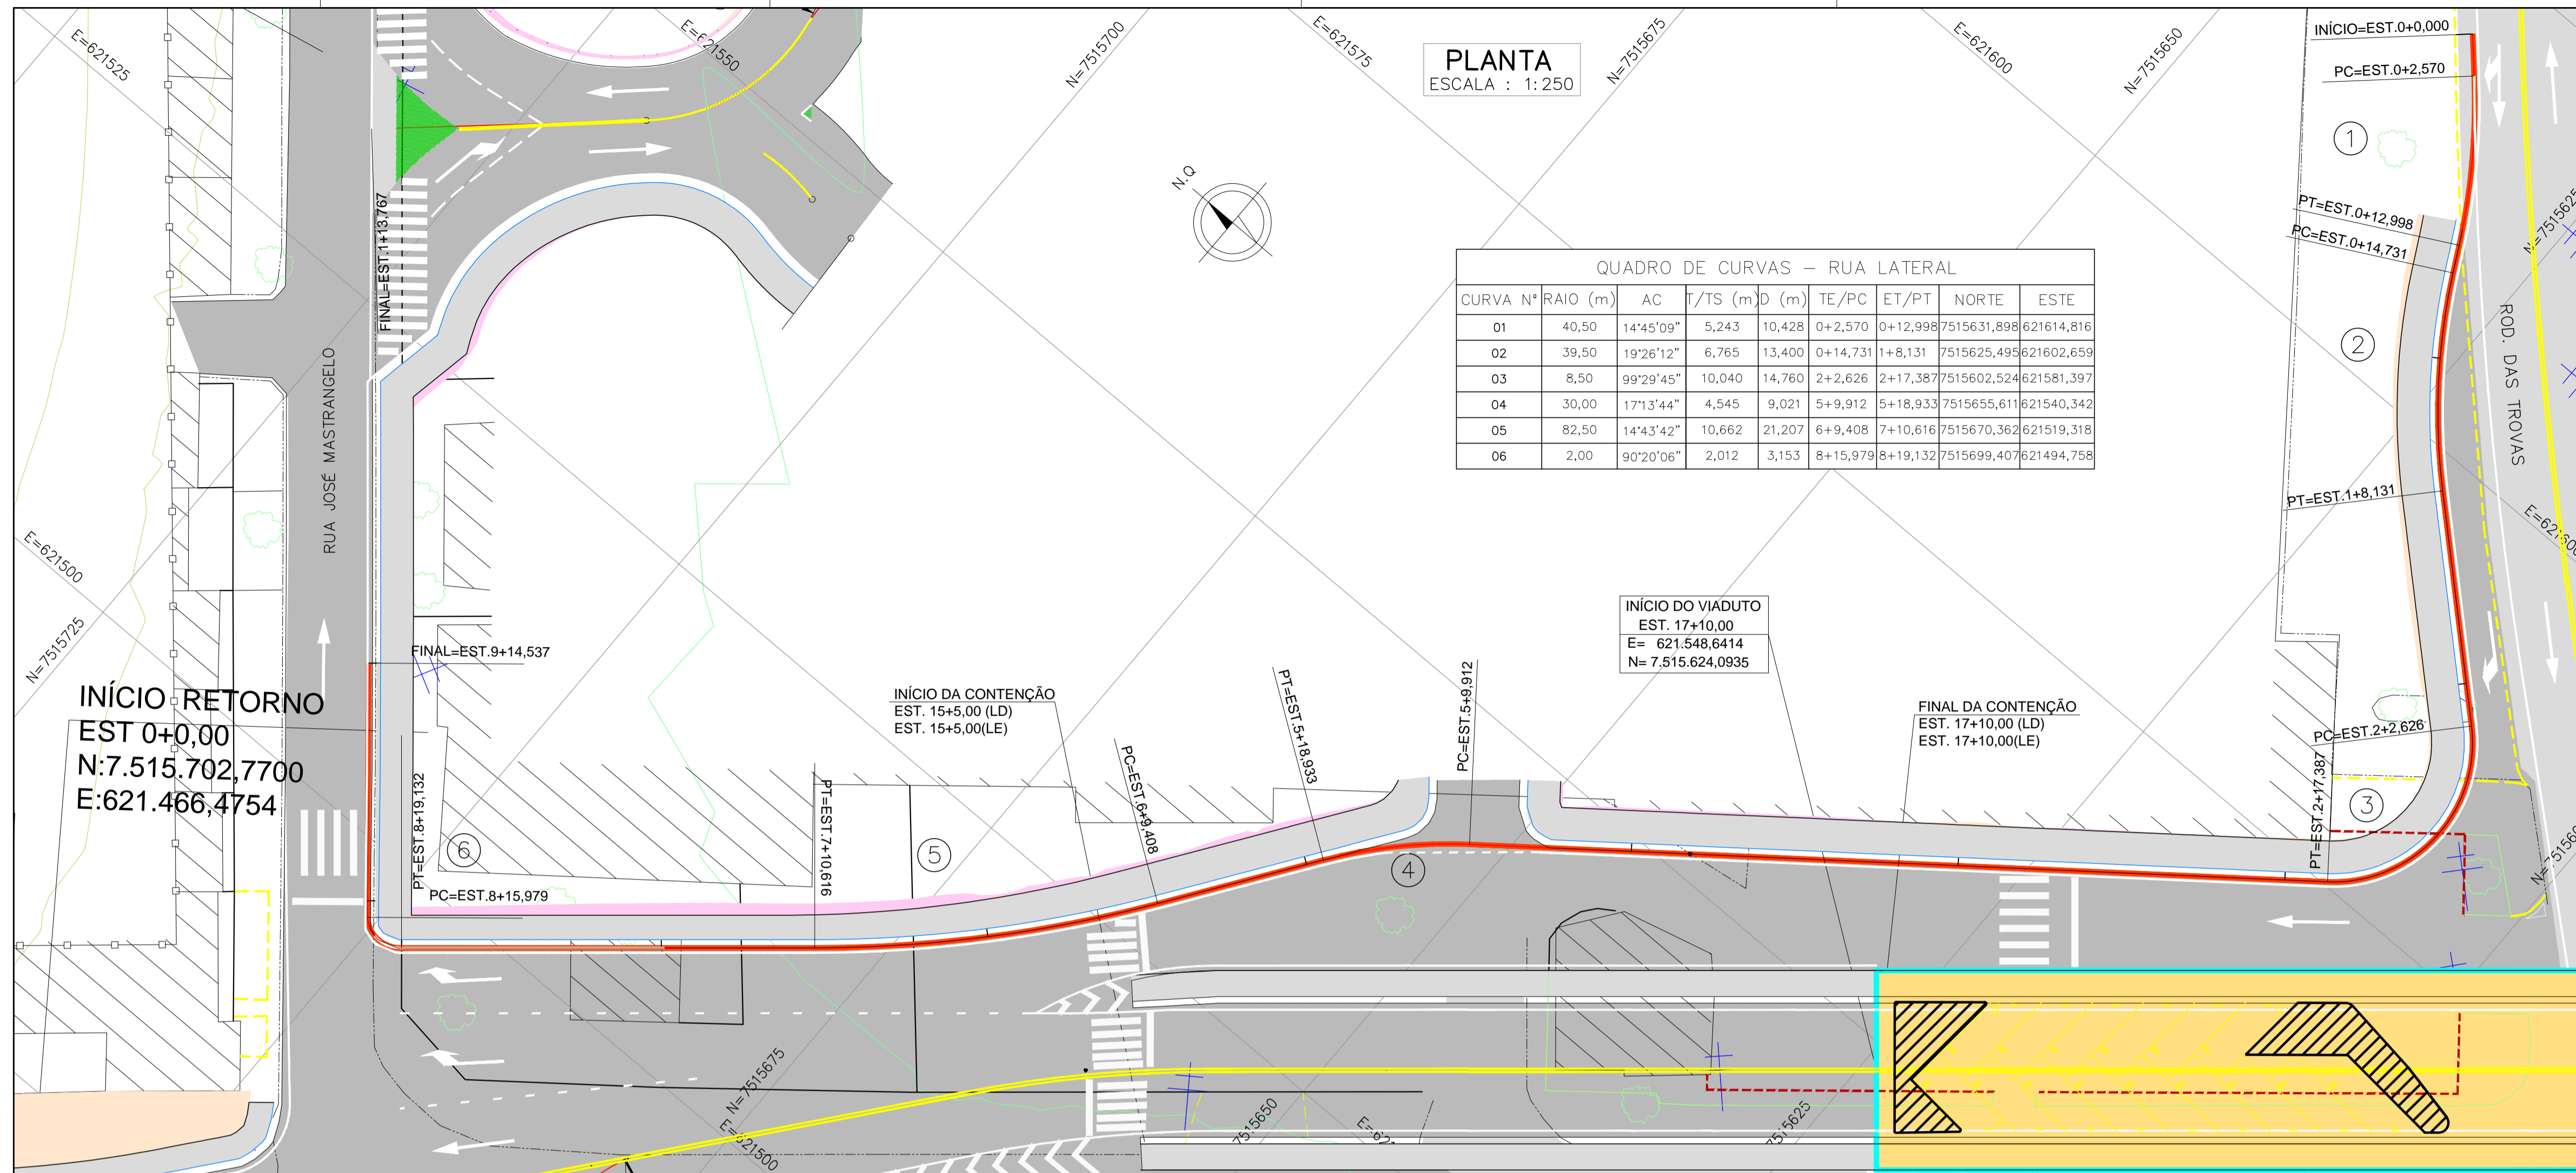 E=621525
E=621550
N=7515700
E=621575
PLANTA
ESCALA : 1:250
N=7515675
E=621600
N=7515650
INÍCIO=EST.0+0,000
PC=EST.0+2,570
1
N.Q
FINAL=EST.1+13,767
PT=EST.0+12,998
PC=EST.0+14,731
N=7515625
QUADRO DE CURVAS – RUA LATERAL
CURVA Nº RAIO (m) AC T/TS (m) D (m) TE/PC ET/PT NORTE ESTE
01 40,50 14°45'09" 5,243 10,428 0+2,570 0+12,998 7515631,898 621614,816
02 39,50 19°26'12" 6,765 13,400 0+14,731 1+8,131 7515625,495 621602,659
03 8,50 99°29'45" 10,040 14,760 2+2,626 2+17,387 7515602,524 621581,397
04 30,00 17°13'44" 4,545 9,021 5+9,912 5+18,933 7515655,611 621540,342
05 82,50 14°43'42" 10,662 21,207 6+9,408 7+10,616 7515670,362 621519,318
06 2,00 90°20'06" 2,012 3,153 8+15,979 8+19,132 7515699,407 621494,758
2
ROD. DAS TROVAS
RUA JOSÉ MASTRANGELO
PT=EST.1+8,131
E=621500
N=7515725
FINAL=EST.9+14,537
INÍCIO RETORNO
EST 0+0,00
N:7.515.702,7700
E:621.466,4754
INÍCIO DO VIADUTO
EST. 17+10,00
E= 621.548,6414
N= 7.515.624,0935
INÍCIO DA CONTENÇÃO
EST. 15+5,00 (LD)
EST. 15+5,00(LE)
PT=EST.5+18,933
PC=EST.5+9,912
FINAL DA CONTENÇÃO
EST. 17+10,00 (LD)
EST. 17+10,00(LE)
PC=EST.2+2,626
PC=EST.6+9,408
PT=EST.8+19,132
PT=EST.7+10,616
PT=EST.2+17,387
3
6
5
4
PC=EST.8+15,979
N=7515675
E=621500
7515650
7515625